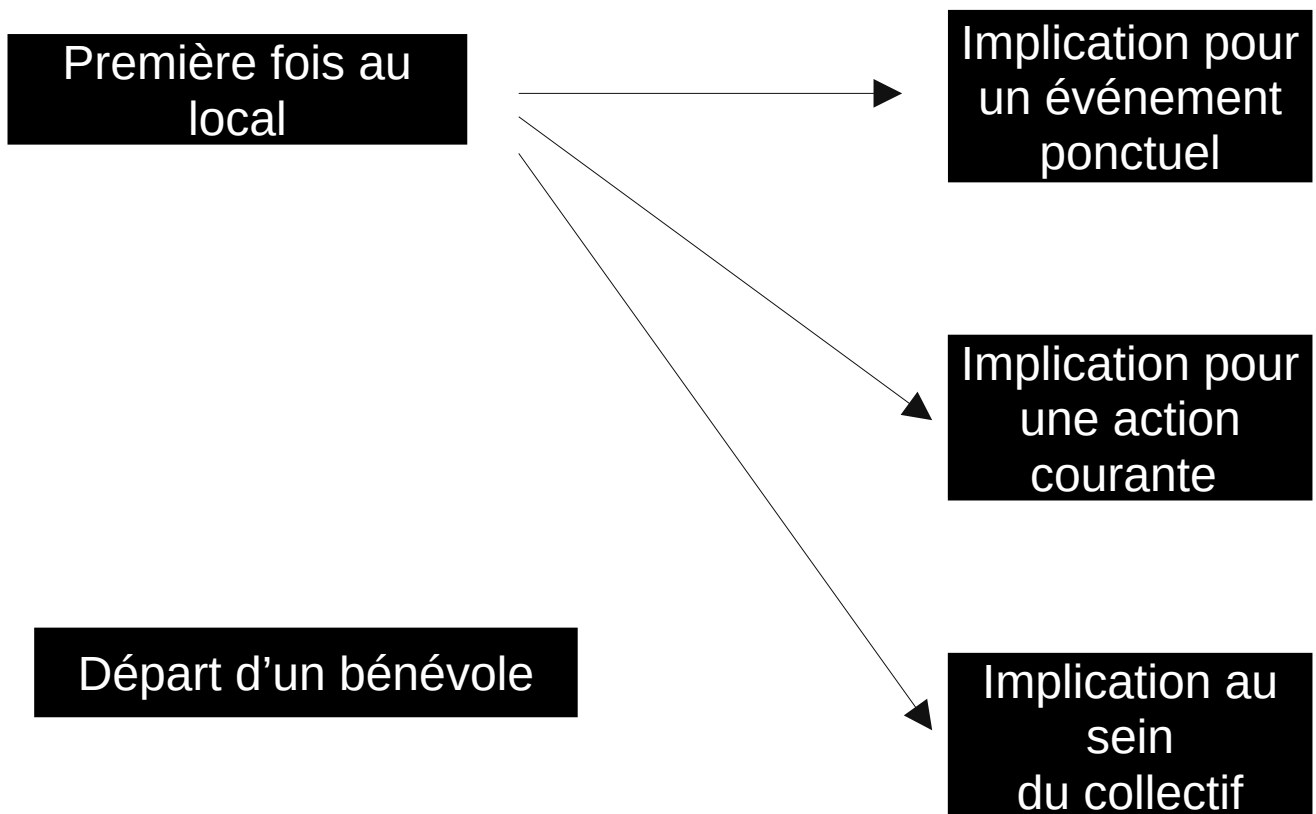 Première fois au
local
Implication pour
un événement
ponctuel
Implication pour
une action
courante
Départ d’un bénévole
Implication au
sein
du collectif